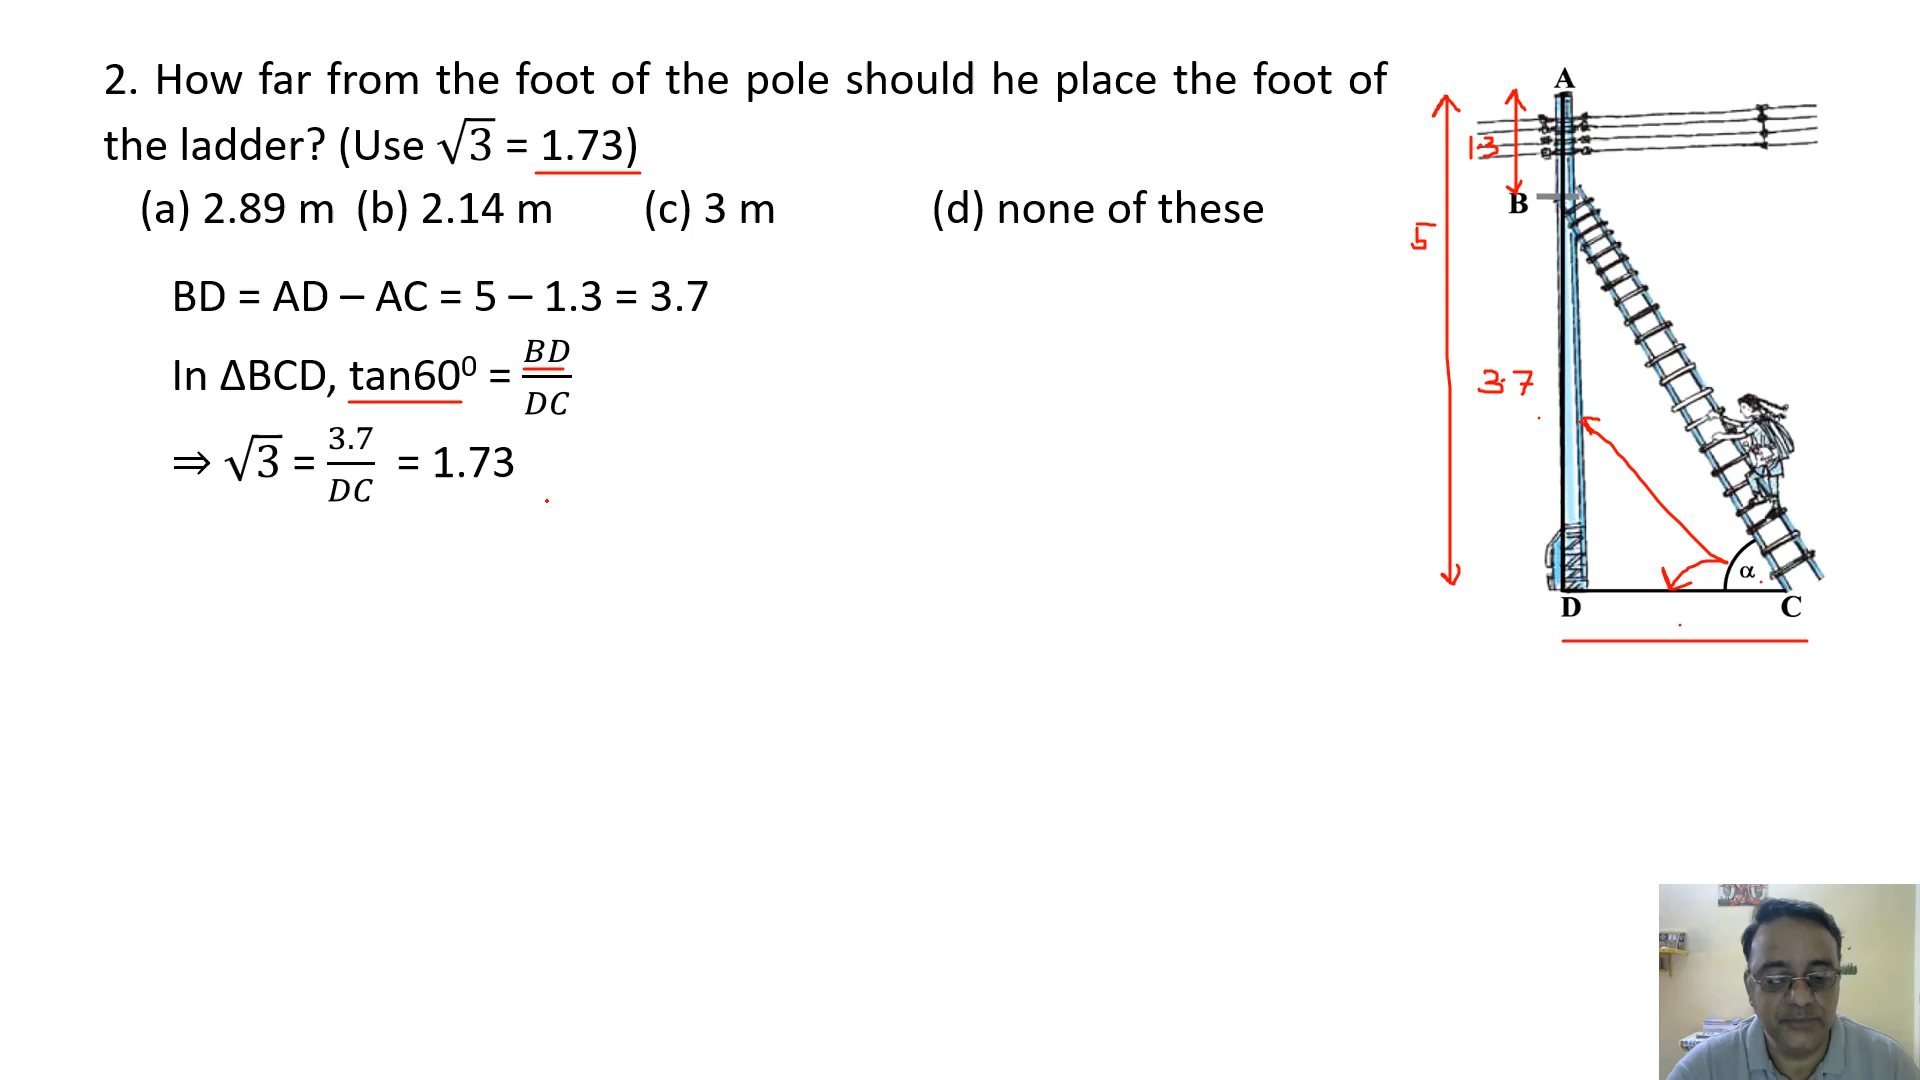 2. How far from the foot of the pole should he place the foot of
the ladder? (Use √3 = 1.73)
(a) 2.89 m (b) 2.14 m (c) 3 m (d) none of these
BD = AD – AC = 5 – 1.3 = 3.7
In ΔBCD, tan60⁰ = BD/DC
⇒ √3 = 3.7/DC = 1.73
A
1.3
B
5
3.7
α
D C